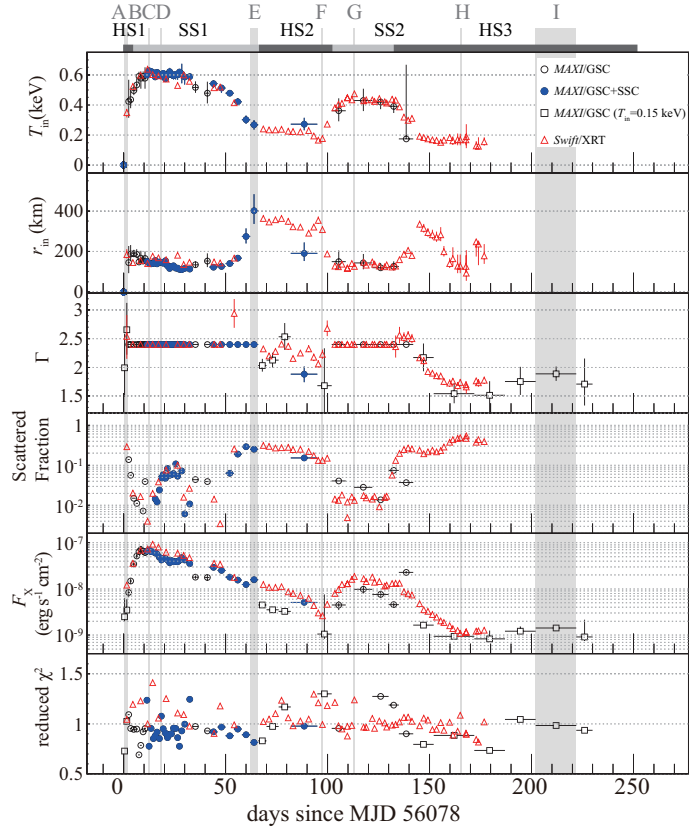 A BCD E F G H I
HS1 SS1 HS2 SS2 HS3
T_in (keV)
0.6
0.4
0.2
0
MAXI/GSC
MAXI/GSC+SSC
MAXI/GSC (T_in=0.15 keV)
Swift/XRT
r_in (km)
400
200
0
Γ
3
2.5
2
1.5
Scattered
Fraction
1
10^-1
10^-2
F_X
(erg s^-1 cm^-2)
10^-7
10^-8
10^-9
reduced χ^2
1.5
1
0.5
0 50 100 150 200 250
days since MJD 56078